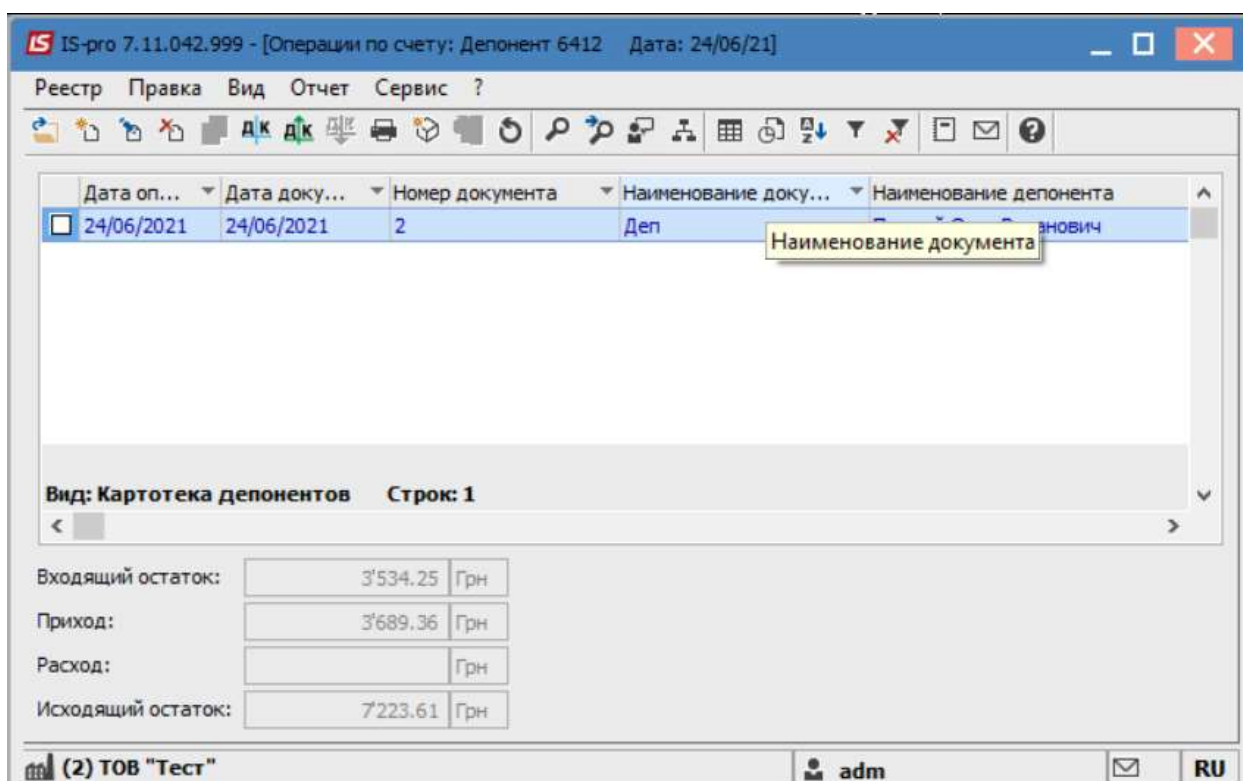 IS-pro 7.11.042.999 - [Операции по счету: Депонент 6412 Дата: 24/06/21]
Реестр Правка Вид Отчет Сервис ?
Дата оп... Дата доку... Номер документа Наименование доку... Наименование депонента
24/06/2021 24/06/2021 2 Деп
Наименование документа
Вид: Картотека депонентов Строк: 1
Входящий остаток: 3'534.25 Грн
Приход: 3'689.36 Грн
Расход: Грн
Исходящий остаток: 7'223.61 Грн
(2) ТОВ "Тест" adm RU